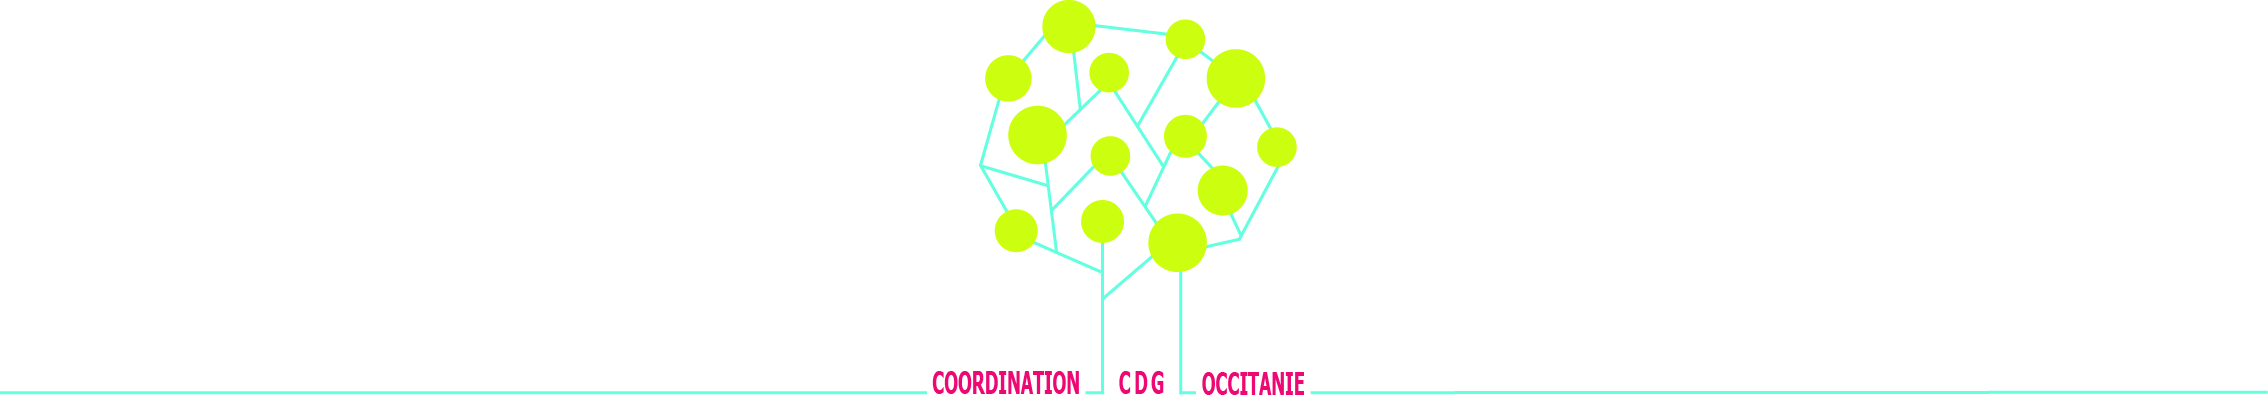 COORDINATION CDG OCCITANIE